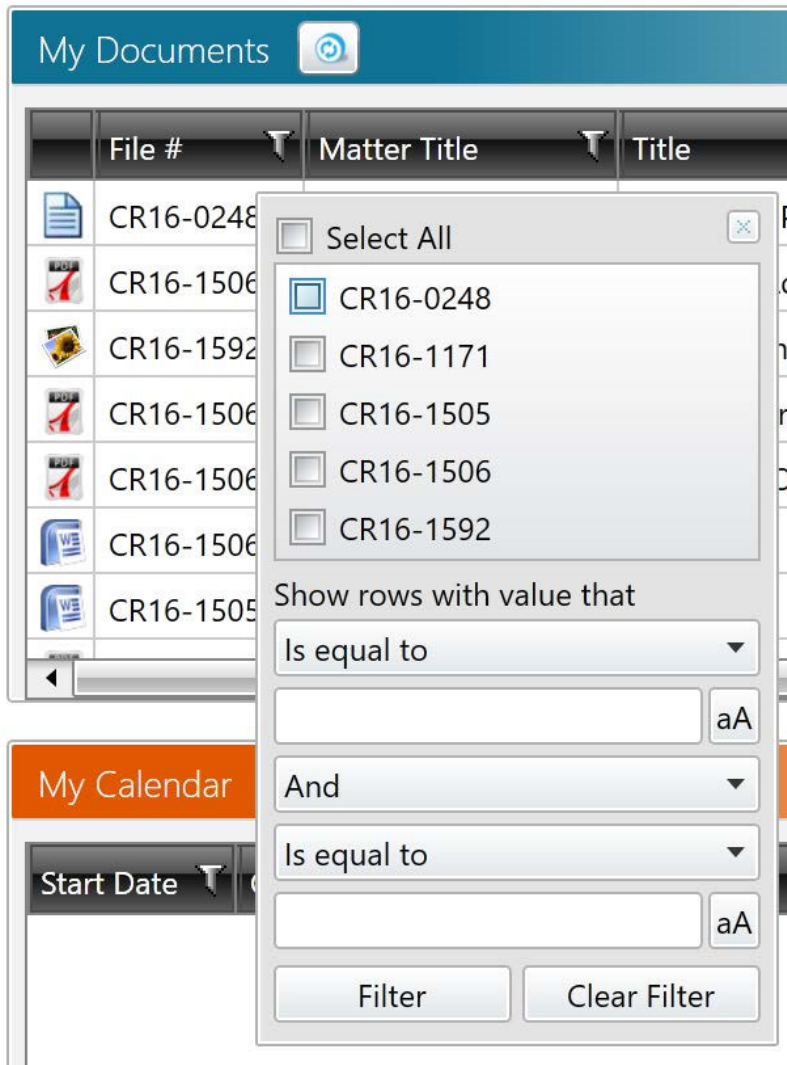 My Documents
File # Matter Title Title
CR16-0248
CR16-1506
CR16-1592
CR16-1506
CR16-1506
CR16-1506
CR16-1505
Select All
CR16-0248
CR16-1171
CR16-1505
CR16-1506
CR16-1592
Show rows with value that
Is equal to
aA
And
Is equal to
aA
Filter Clear Filter
My Calendar
Start Date